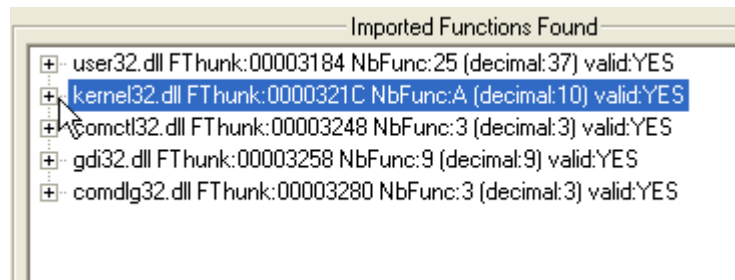 Imported Functions Found
user32.dll FThunk:00003184 NbFunc:25 (decimal:37) valid:YES
kernel32.dll FThunk:0000321C NbFunc:A (decimal:10) valid:YES
comctl32.dll FThunk:00003248 NbFunc:3 (decimal:3) valid:YES
gdi32.dll FThunk:00003258 NbFunc:9 (decimal:9) valid:YES
comdlg32.dll FThunk:00003280 NbFunc:3 (decimal:3) valid:YES